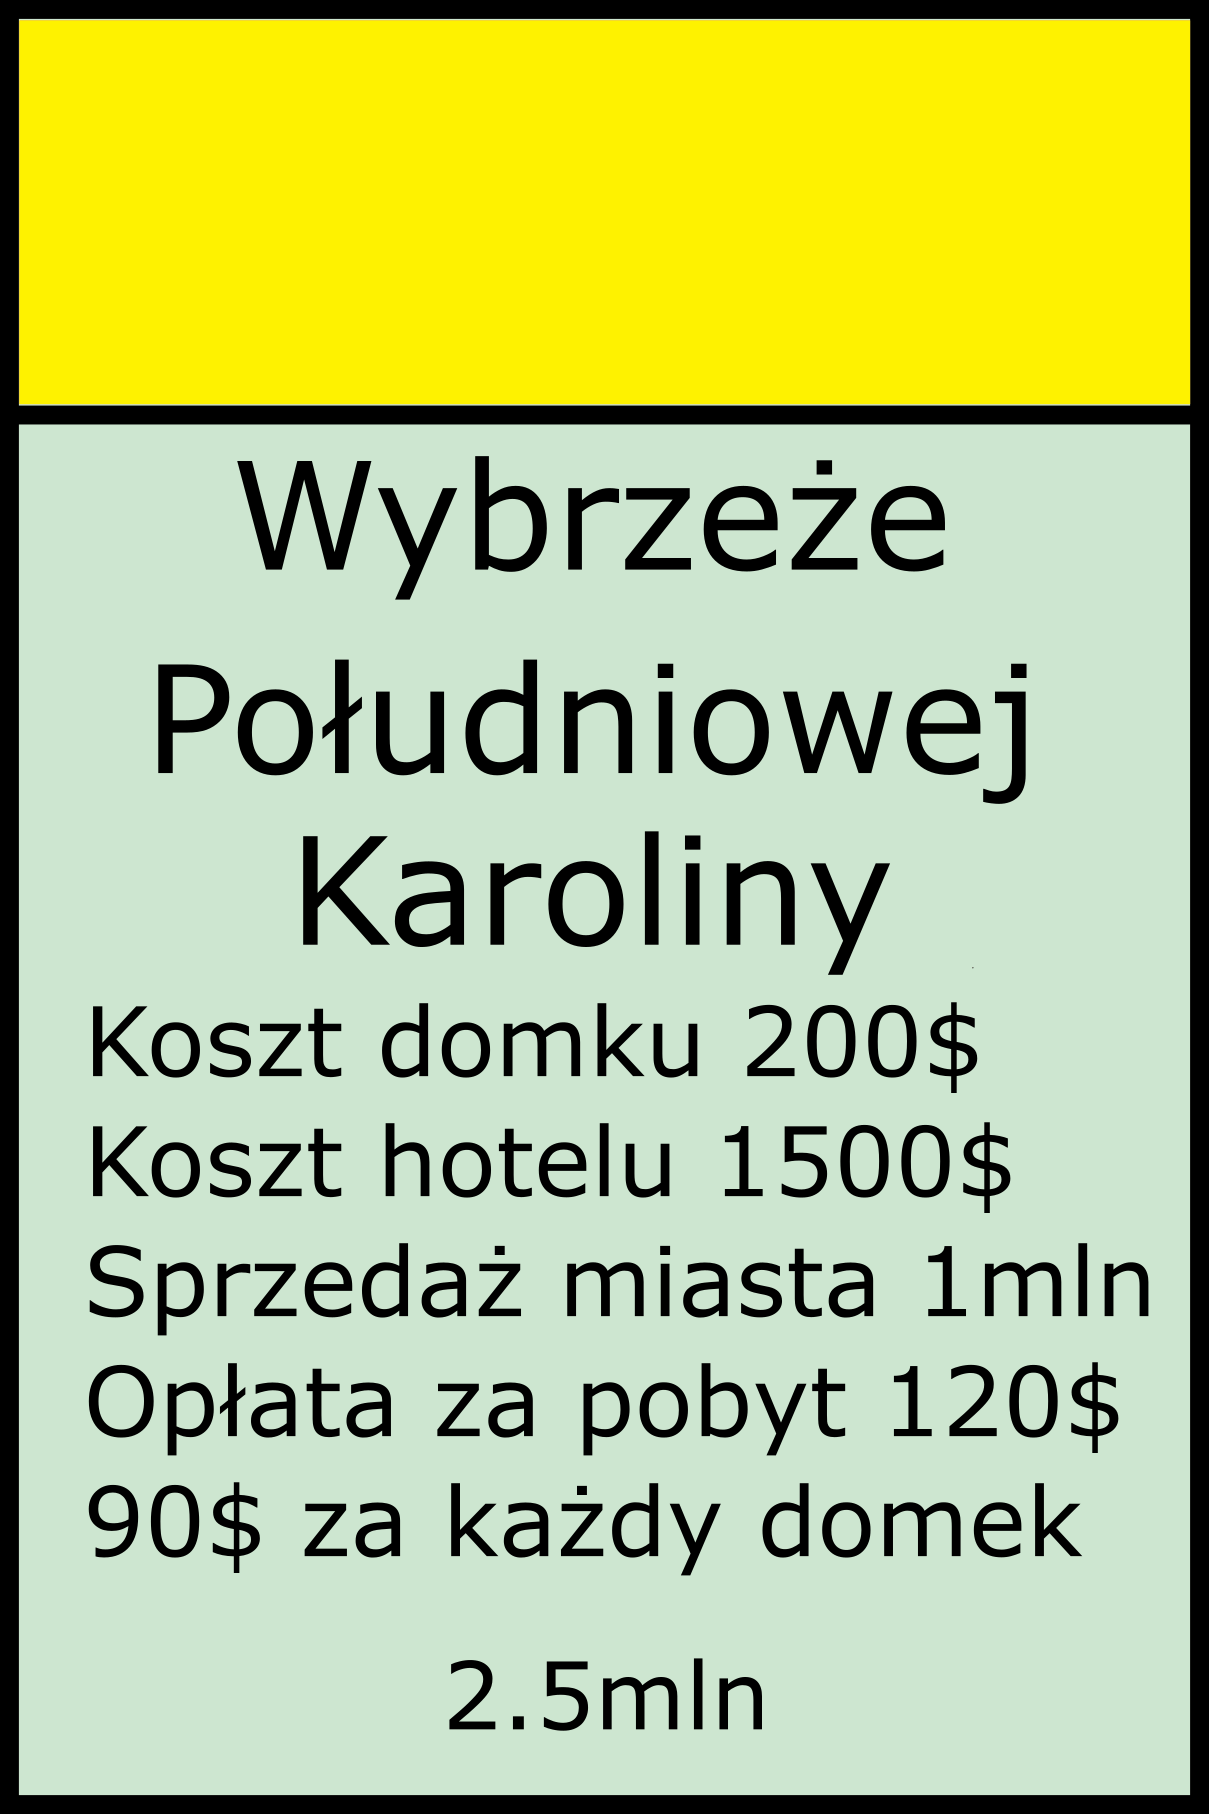 Wybrzeże
Południowej
Karoliny
Koszt domku 200$
Koszt hotelu 1500$
Sprzedaż miasta 1mln
Opłata za pobyt 120$
90$ za każdy domek
2.5mln